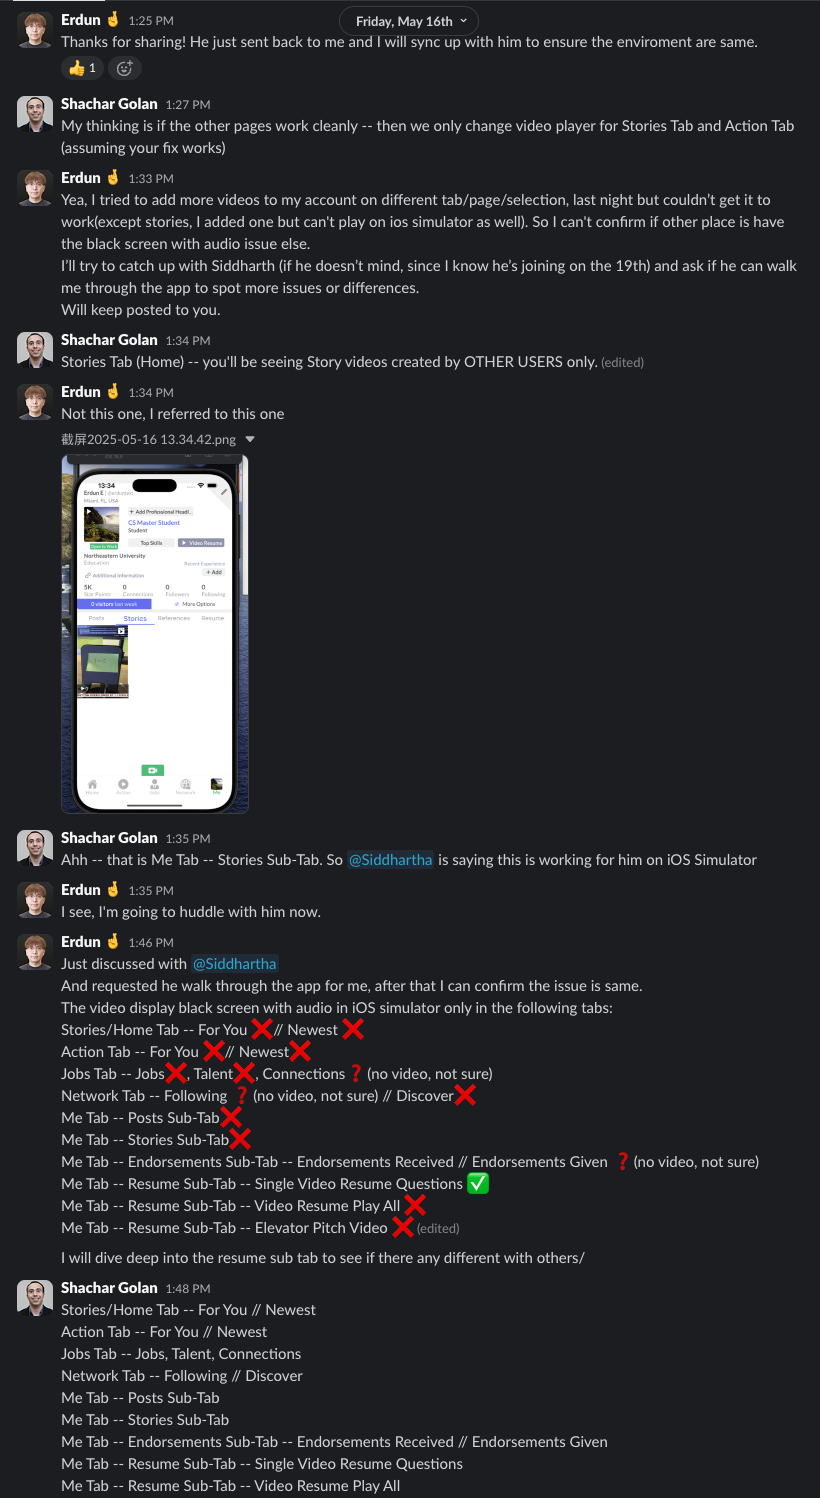 Friday, May 16th
Erdun 🤞 1:25 PM
Thanks for sharing! He just sent back to me and I will sync up with him to ensure the enviroment are same.
👍 1
Shachar Golan 1:27 PM
My thinking is if the other pages work cleanly -- then we only change video player for Stories Tab and Action Tab
(assuming your fix works)
Erdun 🤞 1:33 PM
Yea, I tried to add more videos to my account on different tab/page/selection, last night but couldn’t get it to
work(except stories, I added one but can't play on ios simulator as well). So I can't confirm if other place is have
the black screen with audio issue else.
I’ll try to catch up with Siddharth (if he doesn’t mind, since I know he’s joining on the 19th) and ask if he can walk
me through the app to spot more issues or differences.
Will keep posted to you.
Shachar Golan 1:34 PM
Stories Tab (Home) -- you'll be seeing Story videos created by OTHER USERS only. (edited)
Erdun 🤞 1:34 PM
Not this one, I referred to this one
截屏2025-05-16 13.34.42.png
13:34
Erdun E
Miami, FL, USA
+ Add Professional Headl..
CS Master Student
Student
Open to Work
Top Skills
Video Resume
Northeastern University
Education
Recent Experience
+ Add
Additional Information
5K 0 0 0
Star Points Connections Followers Following
0 visitors last week
More Options
Posts Stories References Resume
Home Action Jobs Network Me
Shachar Golan 1:35 PM
Ahh -- that is Me Tab -- Stories Sub-Tab. So @Siddhartha is saying this is working for him on iOS Simulator
Erdun 🤞 1:35 PM
I see, I'm going to huddle with him now.
Erdun 🤞 1:46 PM
Just discussed with @Siddhartha
And requested he walk through the app for me, after that I can confirm the issue is same.
The video display black screen with audio in iOS simulator only in the following tabs:
Stories/Home Tab -- For You ❌// Newest ❌
Action Tab -- For You ❌// Newest❌
Jobs Tab -- Jobs❌, Talent❌, Connections ❓(no video, not sure)
Network Tab -- Following ❓(no video, not sure) // Discover❌
Me Tab -- Posts Sub-Tab❌
Me Tab -- Stories Sub-Tab❌
Me Tab -- Endorsements Sub-Tab -- Endorsements Received // Endorsements Given ❓(no video, not sure)
Me Tab -- Resume Sub-Tab -- Single Video Resume Questions ✅
Me Tab -- Resume Sub-Tab -- Video Resume Play All ❌
Me Tab -- Resume Sub-Tab -- Elevator Pitch Video ❌ (edited)
I will dive deep into the resume sub tab to see if there any different with others/
Shachar Golan 1:48 PM
Stories/Home Tab -- For You // Newest
Action Tab -- For You // Newest
Jobs Tab -- Jobs, Talent, Connections
Network Tab -- Following // Discover
Me Tab -- Posts Sub-Tab
Me Tab -- Stories Sub-Tab
Me Tab -- Endorsements Sub-Tab -- Endorsements Received // Endorsements Given
Me Tab -- Resume Sub-Tab -- Single Video Resume Questions
Me Tab -- Resume Sub-Tab -- Video Resume Play All